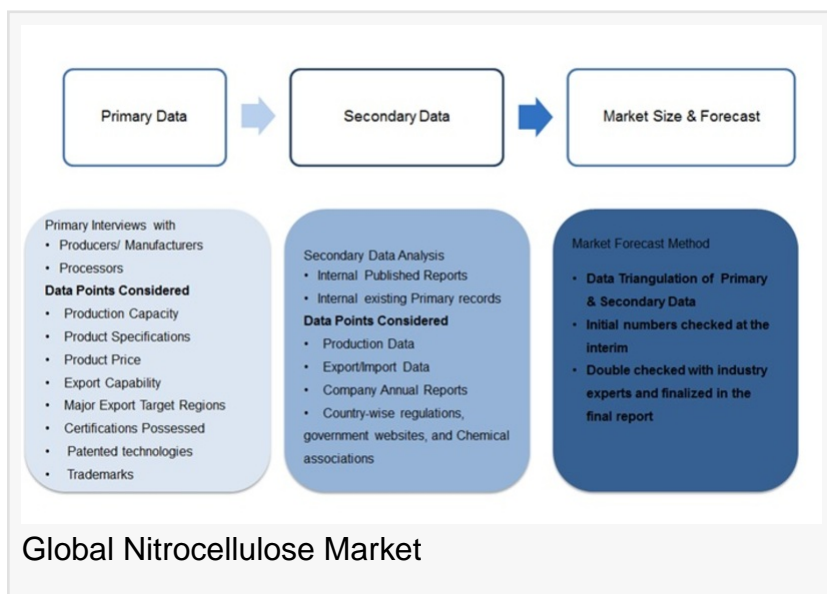 Primary Data
Secondary Data
Market Size & Forecast
Primary Interviews with
• Producers/ Manufacturers
• Processors
Data Points Considered
• Production Capacity
• Product Specifications
• Product Price
• Export Capability
• Major Export Target Regions
• Certifications Possessed
• Patented technologies
• Trademarks
Secondary Data Analysis
• Internal Published Reports
• Internal existing Primary records
Data Points Considered
• Production Data
• Export/Import Data
• Company Annual Reports
• Country-wise regulations,
government websites, and Chemical
associations
Market Forecast Method
• Data Triangulation of Primary
& Secondary Data
• Initial numbers checked at the
interim
• Double checked with industry
experts and finalized in the
final report
Global Nitrocellulose Market